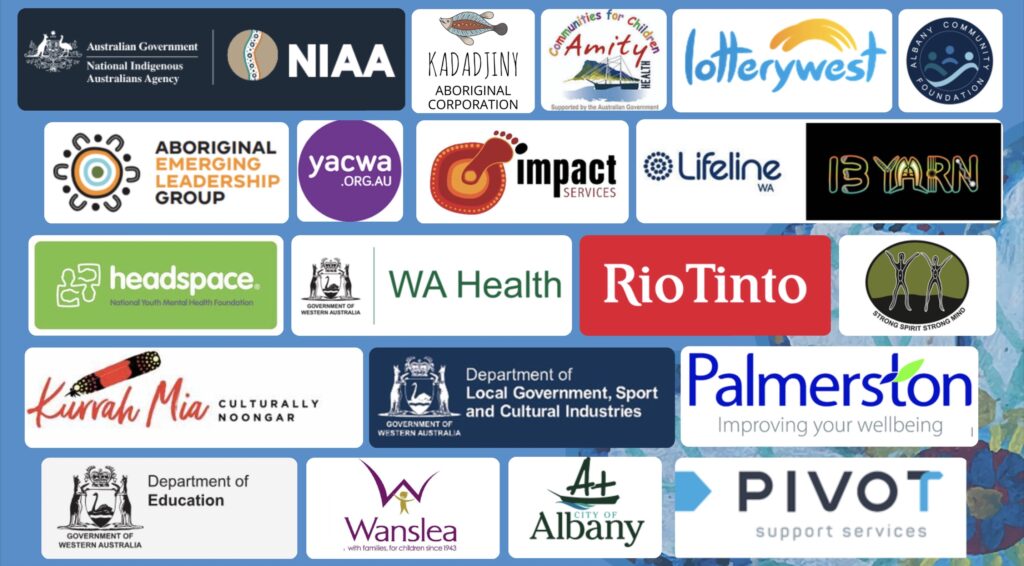 Australian Government
National Indigenous
Australians Agency
NIAA
KADADJINY
ABORIGINAL
CORPORATION
Communities for Children
Amity
HEALTH
Supported by the Australian Government
lotterywest
ALBANY COMMUNITY
FOUNDATION
ABORIGINAL
EMERGING
LEADERSHIP
GROUP
yacwa
.ORG.AU
impact
SERVICES
Lifeline
WA
13 YARN
headspace®
National Youth Mental Health Foundation
GOVERNMENT OF
WESTERN AUSTRALIA
WA Health
RioTinto
STRONG SPIRIT STRONG MIND
Kurrah Mia
CULTURALLY
NOONGAR
GOVERNMENT OF
WESTERN AUSTRALIA
Department of
Local Government, Sport
and Cultural Industries
Palmerston
Improving your wellbeing
GOVERNMENT OF
WESTERN AUSTRALIA
Department of
Education
Wanslea
with families, for children since 1943
A+
CITY OF
Albany
PIVOT
support services